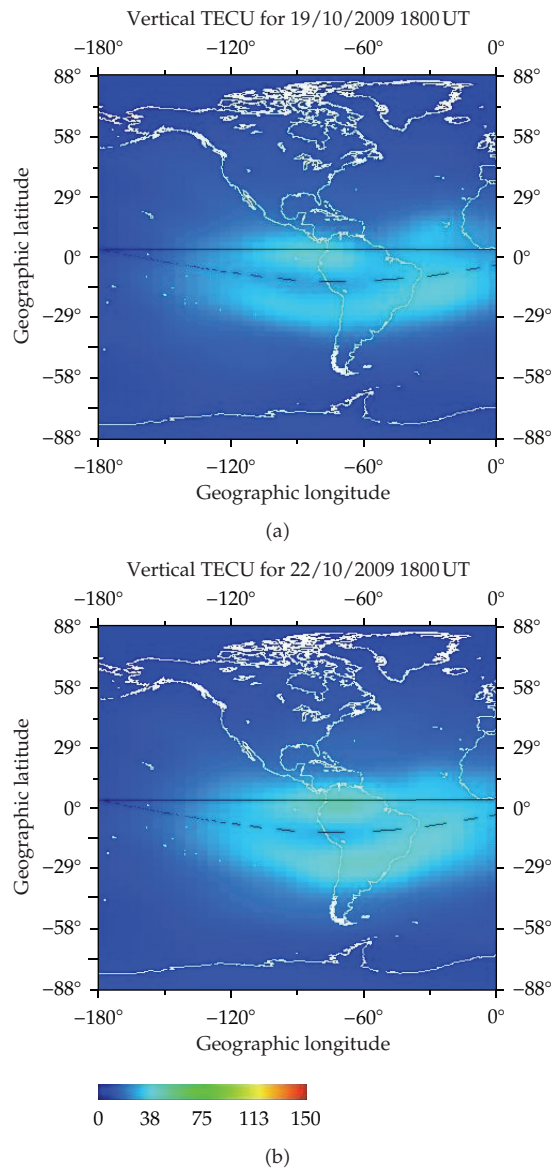 Vertical TECU for 19/10/2009 1800 UT
−180° −120° −60° 0°
88° 88°
58° 58°
29° 29°
0° 0°
−29° −29°
−58° −58°
−88° −88°
Geographic latitude
−180° −120° −60° 0°
Geographic longitude
(a)
Vertical TECU for 22/10/2009 1800 UT
−180° −120° −60° 0°
88° 88°
58° 58°
29° 29°
0° 0°
−29° −29°
−58° −58°
−88° −88°
Geographic latitude
−180° −120° −60° 0°
Geographic longitude
0 38 75 113 150
(b)